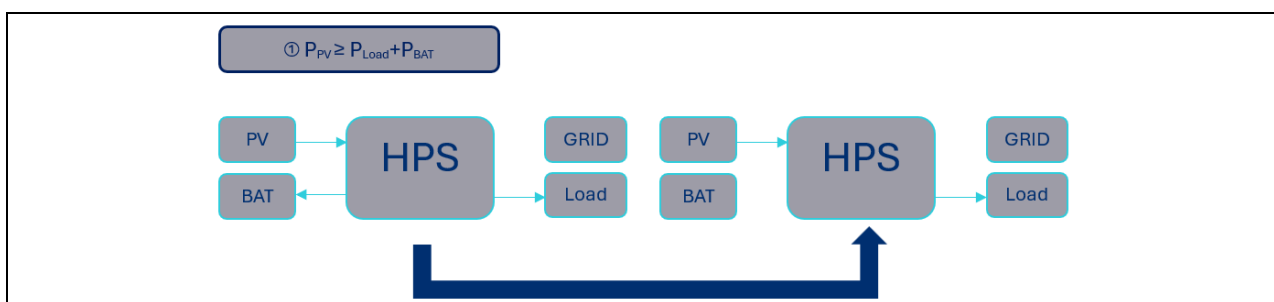 ① PPV ≥ PLoad+PBAT
PV
HPS
GRID
BAT
Load
PV
HPS
GRID
BAT
Load